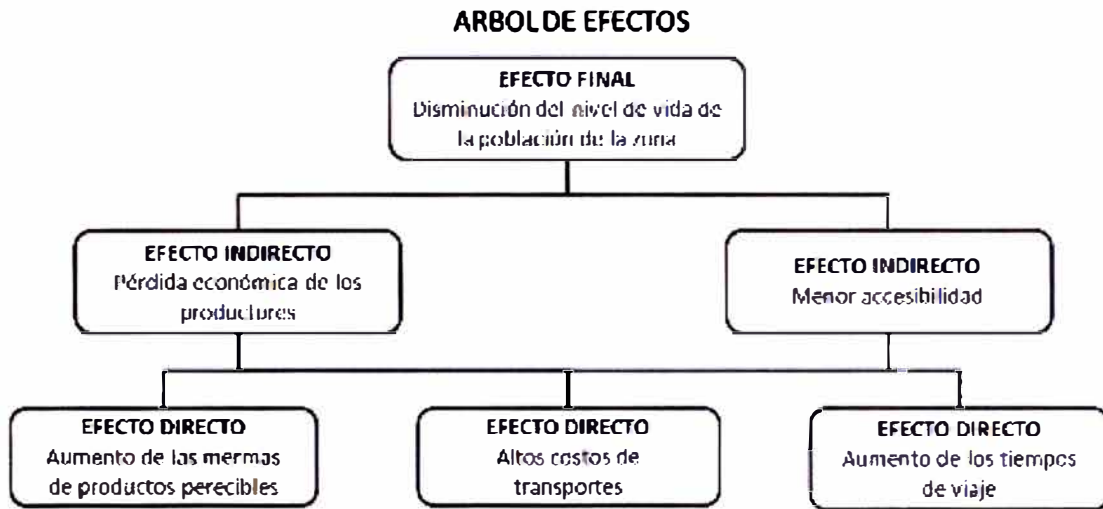 ARBOL DE EFECTOS
EFECTO FINAL
Disminución del nivel de vida de
la población de la zona
EFECTO INDIRECTO
Pérdida económica de los
productores
EFECTO INDIRECTO
Menor accesibilidad
EFECTO DIRECTO
Aumento de las mermas
de productos perecibles
EFECTO DIRECTO
Altos costos de
transportes
EFECTO DIRECTO
Aumento de los tiempos
de viaje